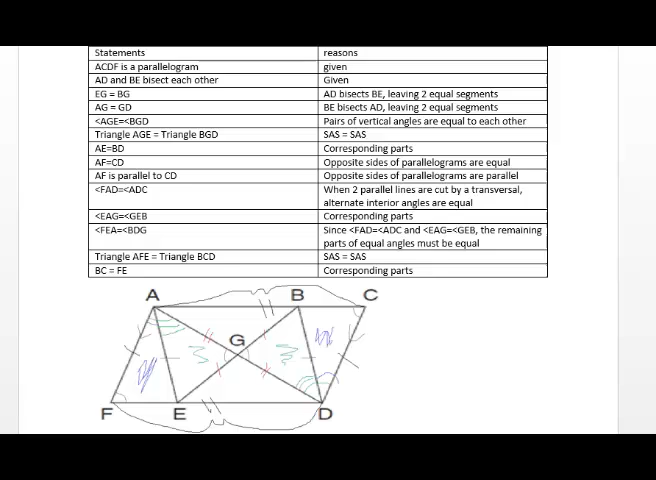 Statements reasons
ACDF is a parallelogram given
AD and BE bisect each other Given
EG = BG AD bisects BE, leaving 2 equal segments
AG = GD BE bisects AD, leaving 2 equal segments
<AGE=<BGD Pairs of vertical angles are equal to each other
Triangle AGE = Triangle BGD SAS = SAS
AE=BD Corresponding parts
AF=CD Opposite sides of parallelograms are equal
AF is parallel to CD Opposite sides of parallelograms are parallel
<FAD=<ADC When 2 parallel lines are cut by a transversal,
alternate interior angles are equal
<EAG=<GEB Corresponding parts
<FEA=<BDG Since <FAD=<ADC and <EAG=<GEB, the remaining
parts of equal angles must be equal
Triangle AFE = Triangle BCD SAS = SAS
BC = FE Corresponding parts
A B C
G
F E D